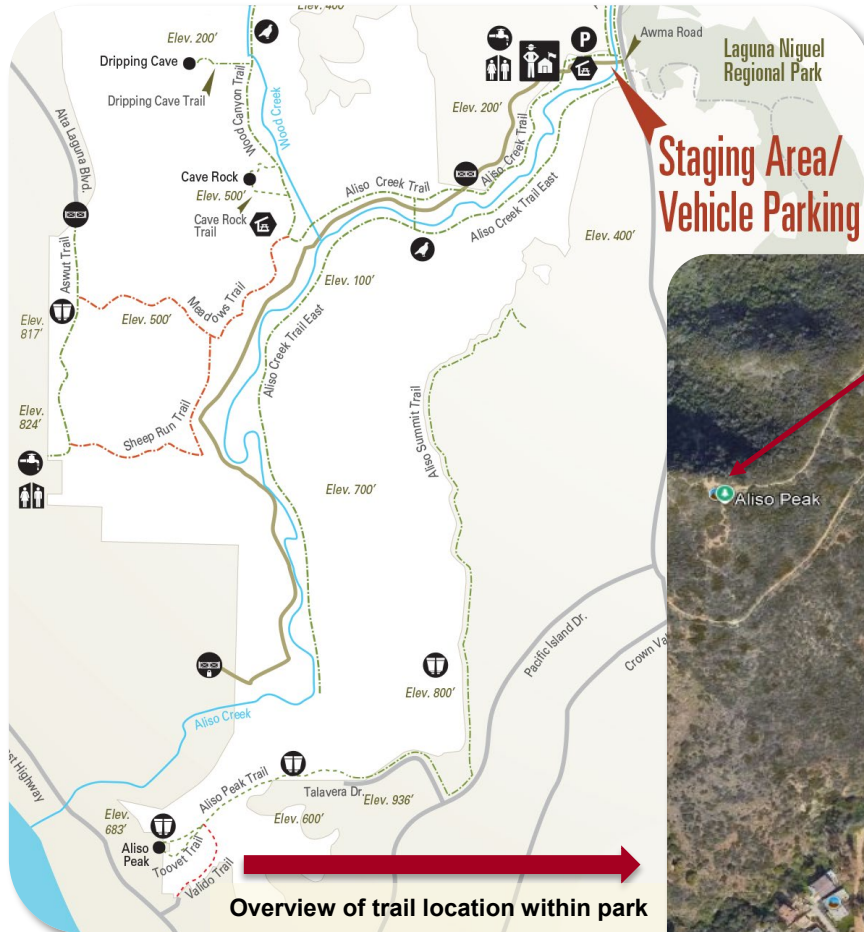 Elev. 400'
Elev. 200'
Dripping Cave
Dripping Cave Trail
Wood Canyon Trail
Wood Creek
P
Awma Road
Laguna Niguel
Regional Park
Elev. 200'
Staging Area/
Vehicle Parking
Alta Laguna Blvd.
Cave Rock
Elev. 500'
Cave Rock
Trail
Aliso Creek Trail
Aliso Creek Trail
Aliso Creek Trail East
Elev. 400'
Aswut Trail
Elev. 100'
Meadows Trail
Elev.
817'
Elev. 500'
Aliso Creek Trail East
Elev.
824'
Sheep Run Trail
Aliso Summit Trail
Elev. 700'
Aliso Peak
Pacific Island Dr.
Crown Val
Elev. 800'
Aliso Creek
st Highway
Aliso Peak Trail
Talavera Dr.
Elev. 936'
Elev.
683'
Elev. 600'
Aliso
Peak
Toovet Trail
Valido Trail
Overview of trail location within park